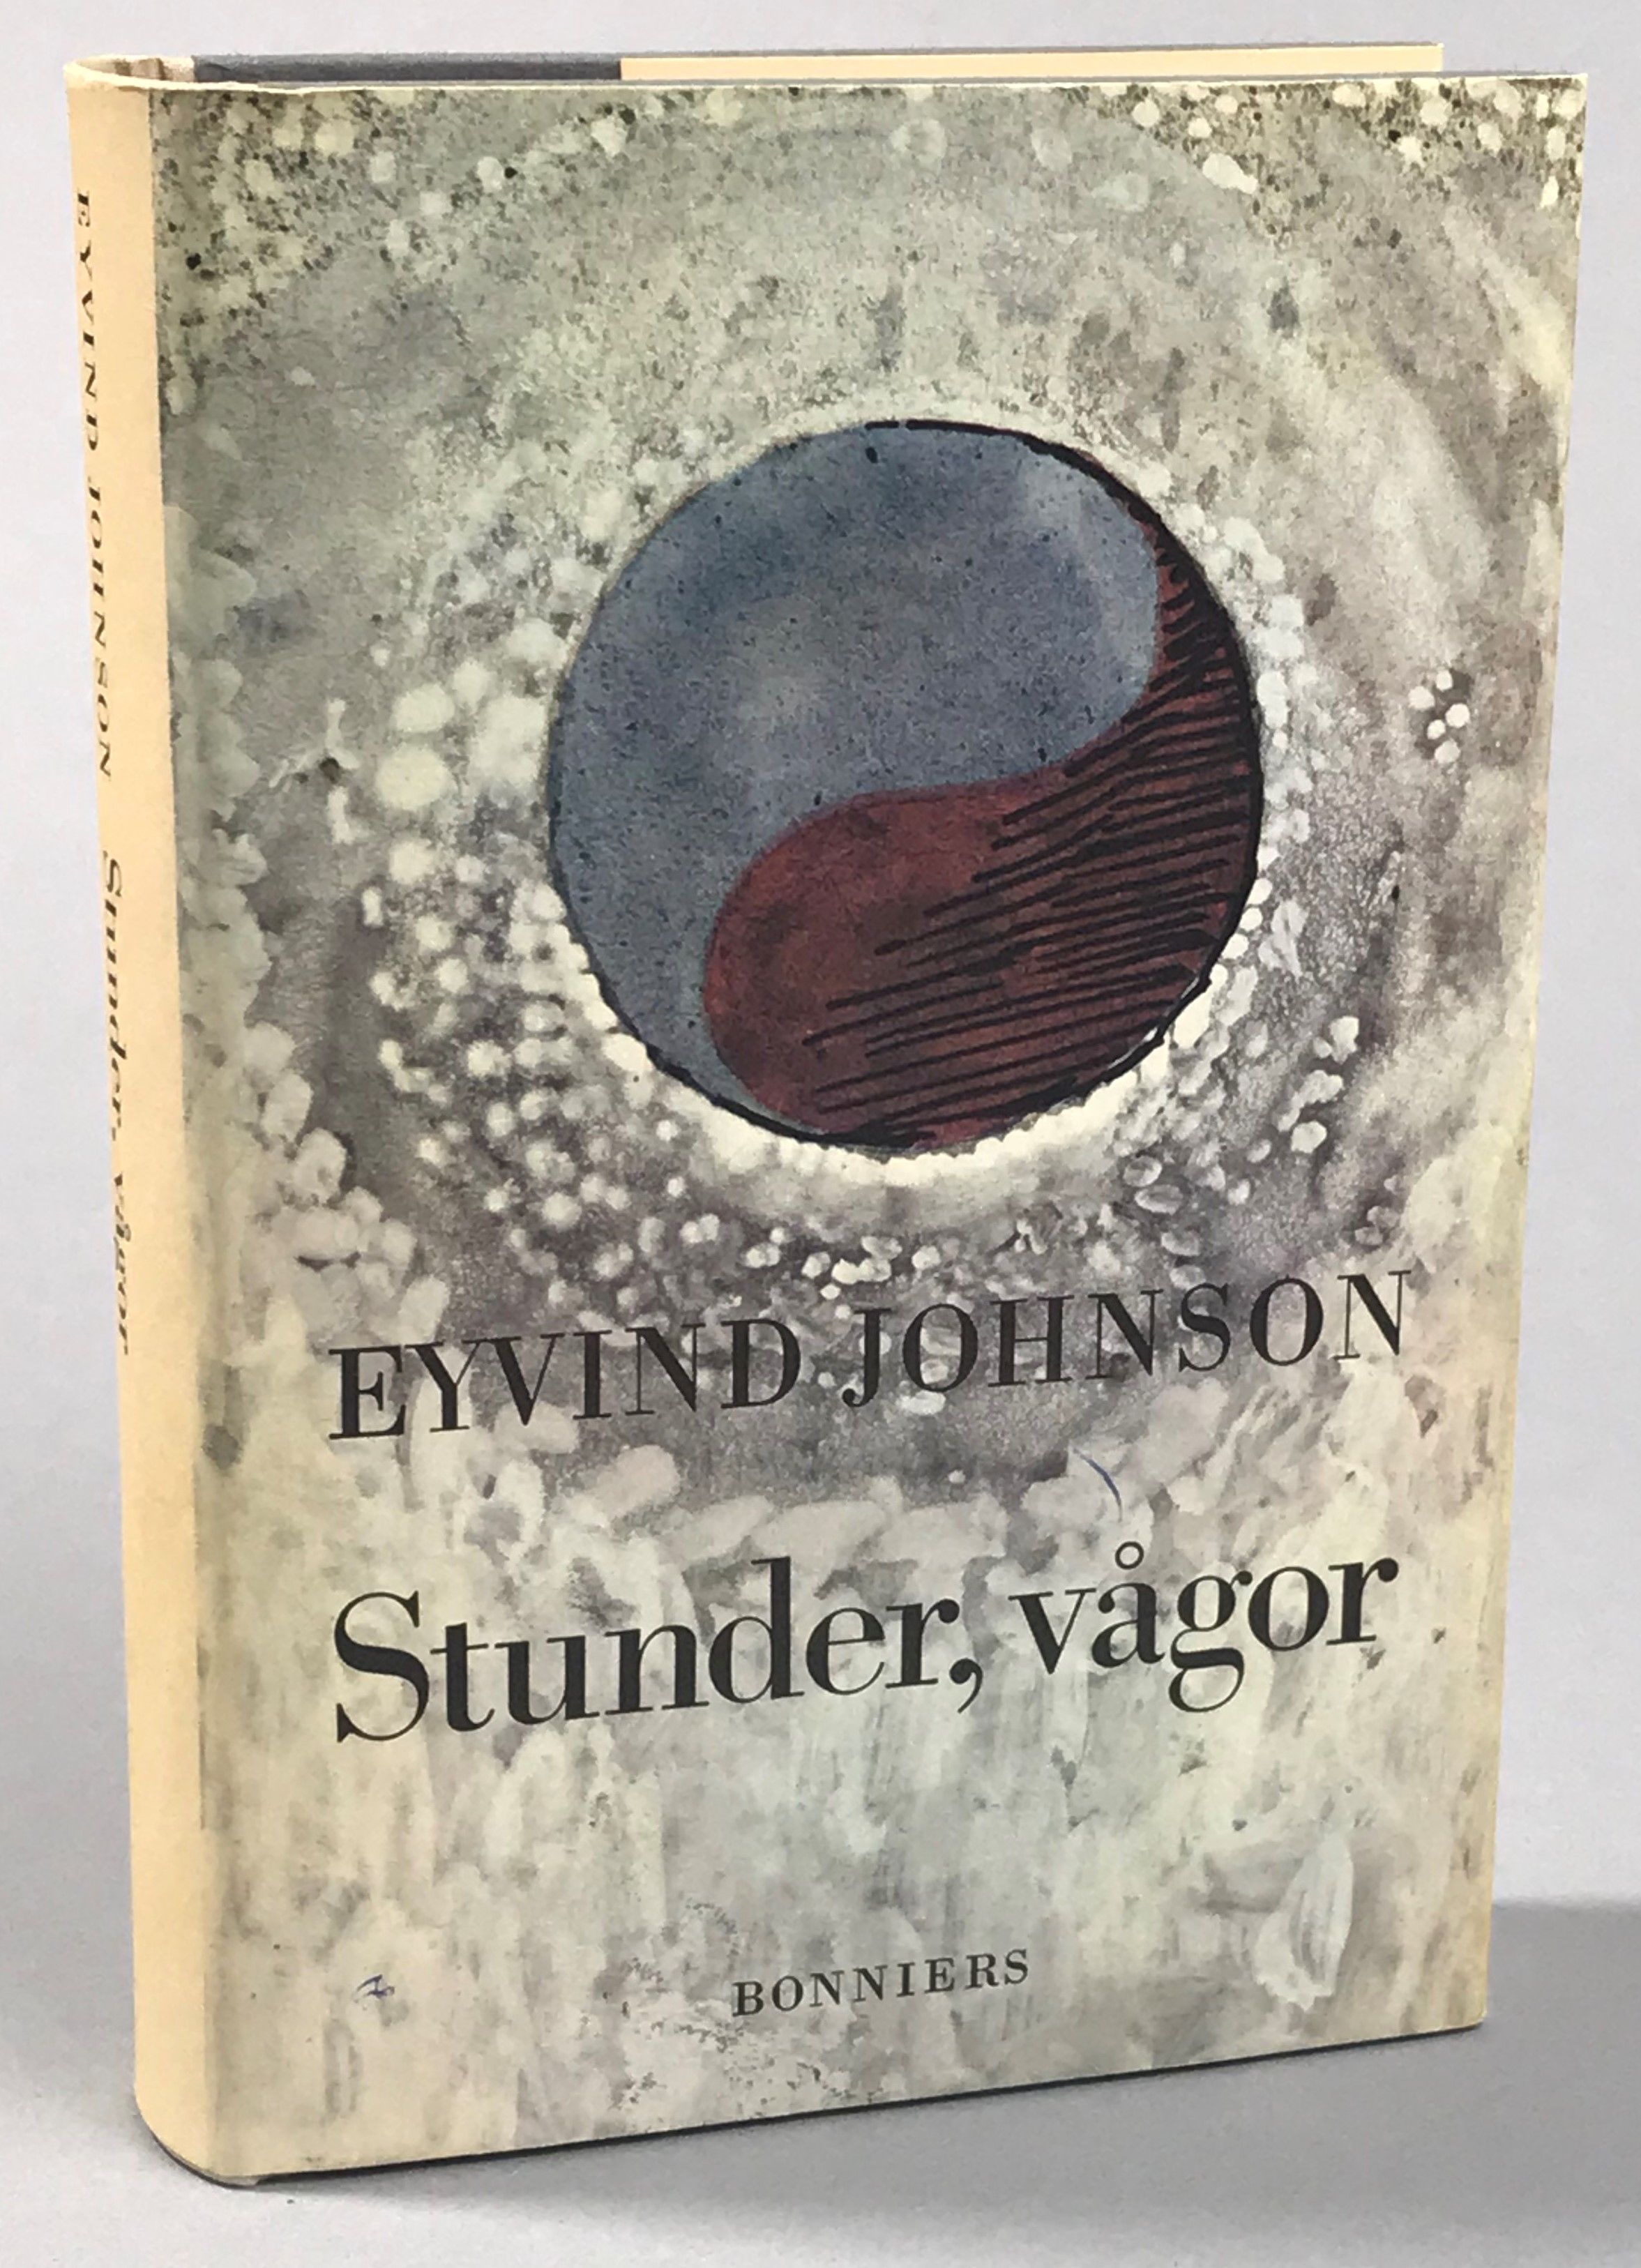 EYVIND JOHNSON Stunder, vågor
EYVIND JOHNSON
Stunder, vågor
BONNIERS